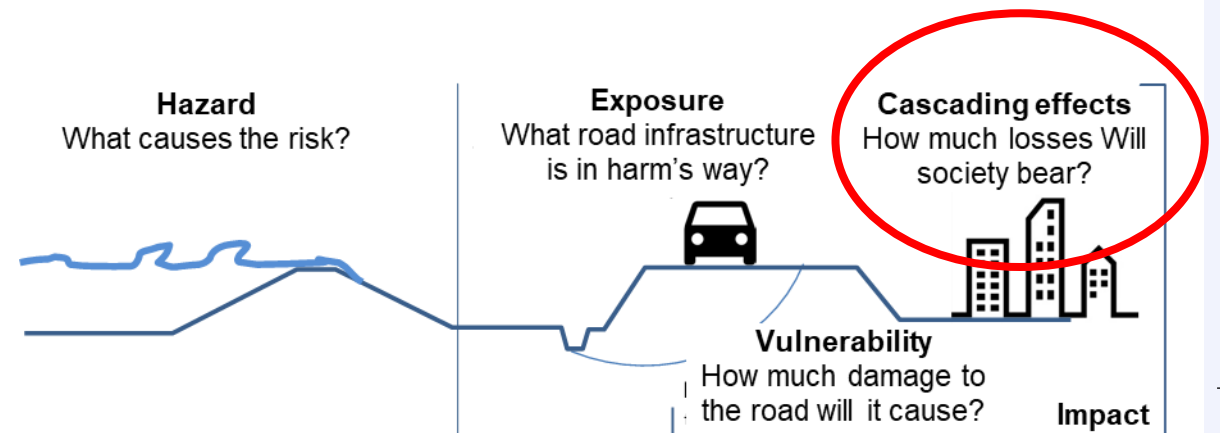 Hazard
What causes the risk?
Exposure
What road infrastructure
is in harm's way?
Cascading effects
How much losses Will
society bear?
Vulnerability
How much damage to
the road will it cause?
Impact